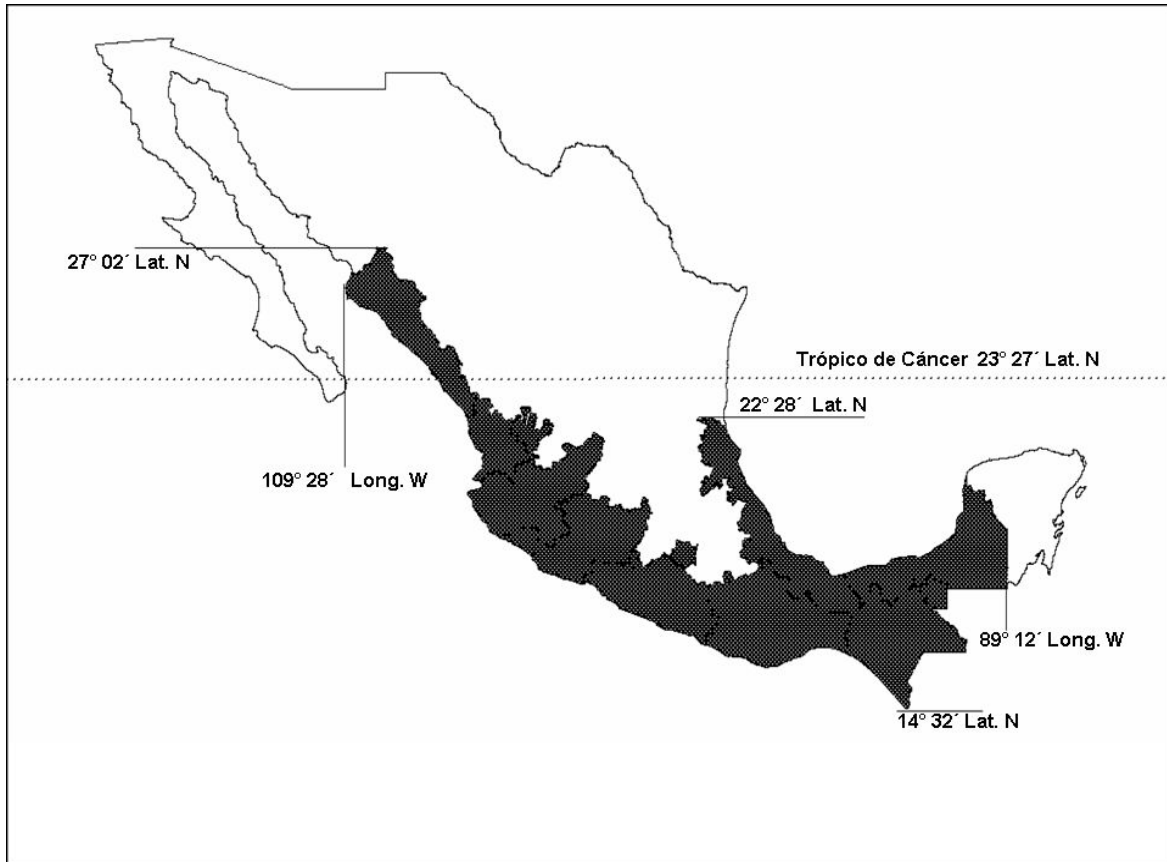 27° 02´ Lat. N
Trópico de Cáncer 23° 27´ Lat. N
22° 28´ Lat. N
109° 28´ Long. W
89° 12´ Long. W
14° 32´ Lat. N